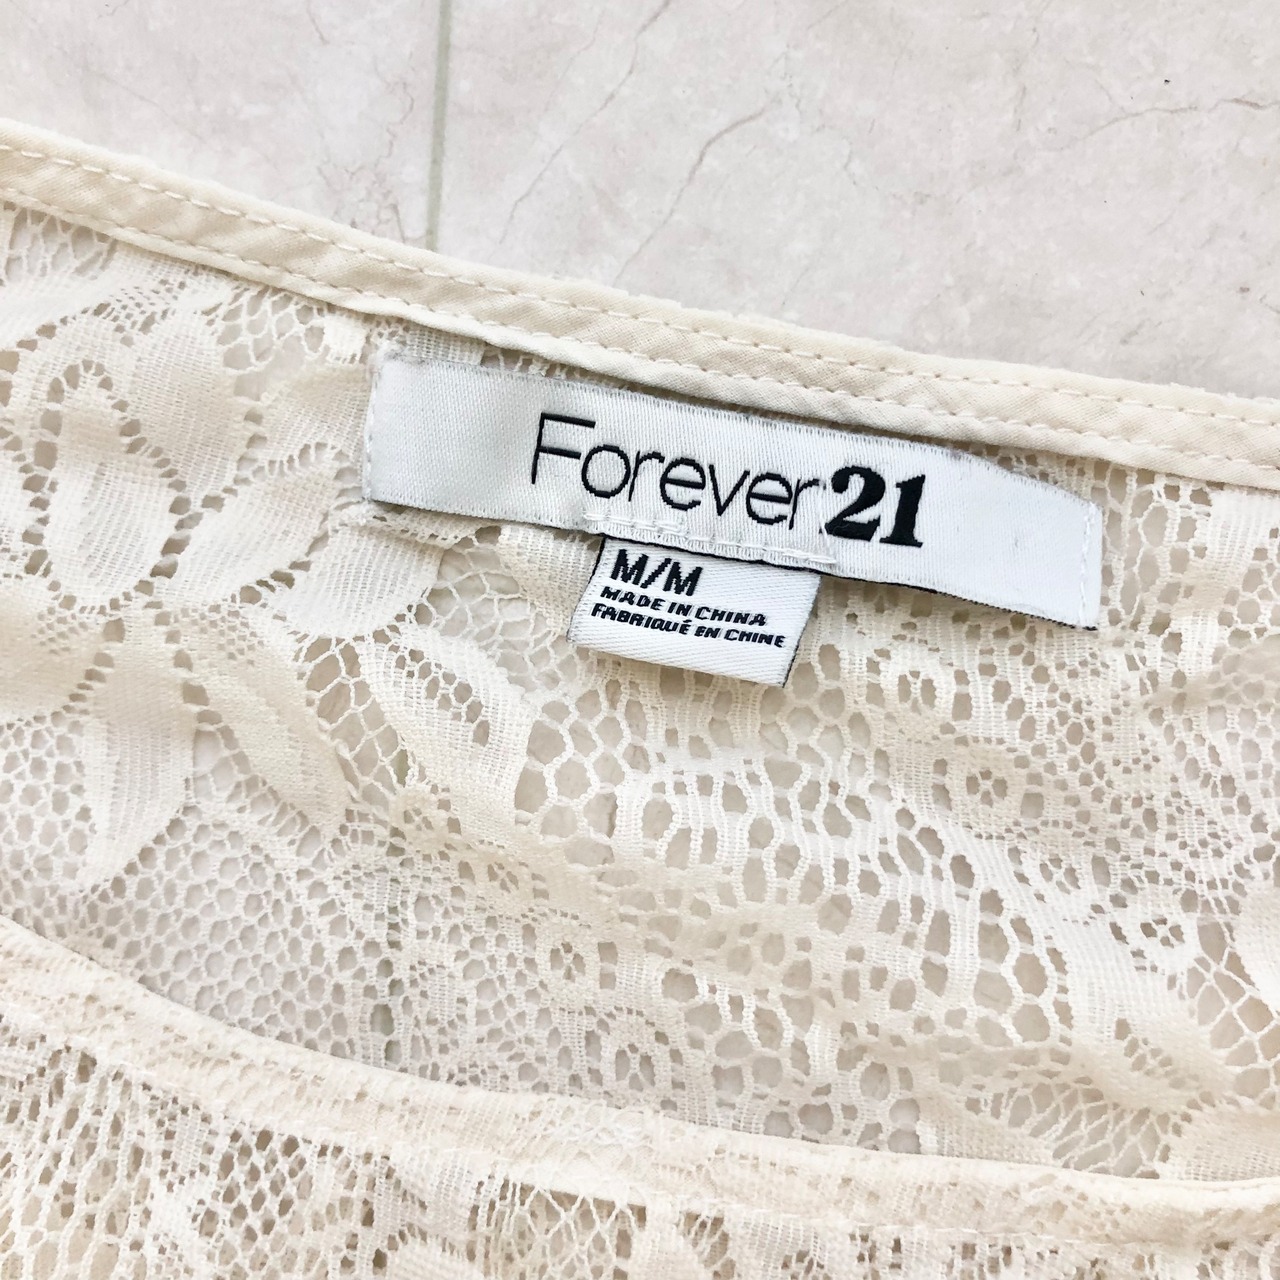 Forever21
M/M
MADE IN CHINA
FABRIQUÉ EN CHINE